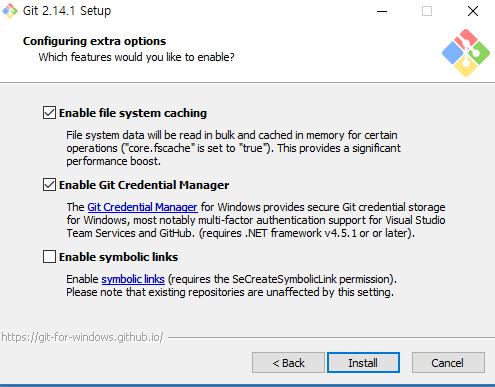 Git 2.14.1 Setup
Configuring extra options
Which features would you like to enable?
Enable file system caching
File system data will be read in bulk and cached in memory for certain
operations ("core.fscache" is set to "true"). This provides a significant
performance boost.
Enable Git Credential Manager
The Git Credential Manager for Windows provides secure Git credential storage
for Windows, most notably multi-factor authentication support for Visual Studio
Team Services and GitHub. (requires .NET framework v4.5.1 or or later).
Enable symbolic links
Enable symbolic links (requires the SeCreateSymbolicLink permission).
Please note that existing repositories are unaffected by this setting.
https://git-for-windows.github.io/
< Back
Install
Cancel